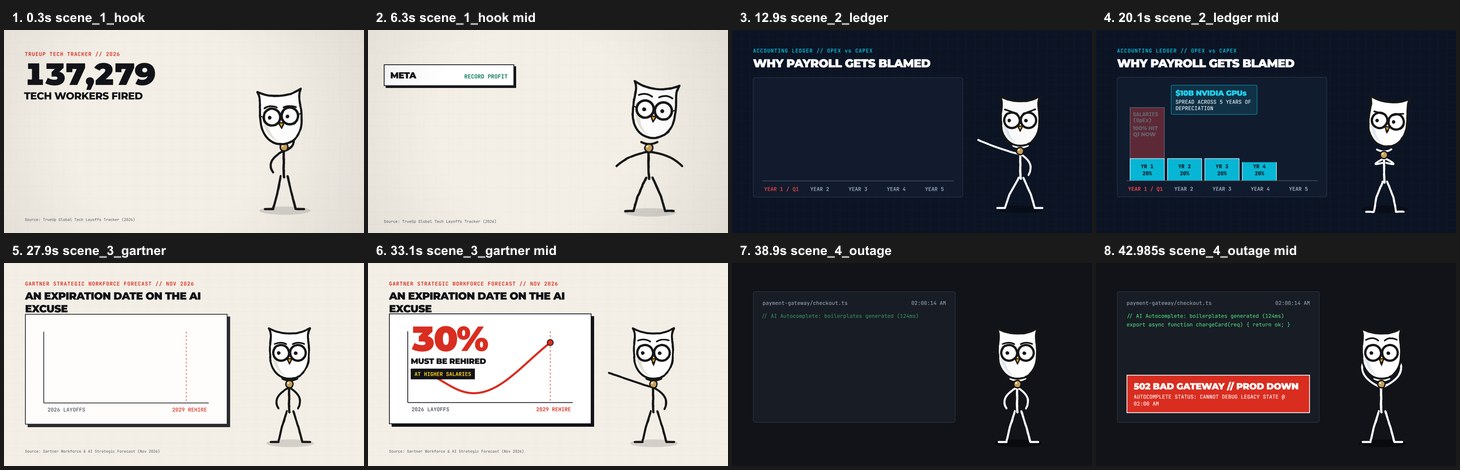 1. 0.3s scene_1_hook
TRUEUP TECH TRACKER // 2026
137,279
TECH WORKERS FIRED
Source: TrueUp Global Tech Layoffs Tracker (2026)
2. 6.3s scene_1_hook mid
META
RECORD PROFIT
Source: TrueUp Global Tech Layoffs Tracker (2026)
3. 12.9s scene_2_ledger
ACCOUNTING LEDGER // OPEX vs CAPEX
WHY PAYROLL GETS BLAMED
YEAR 1 / Q1 YEAR 2 YEAR 3 YEAR 4 YEAR 5
4. 20.1s scene_2_ledger mid
ACCOUNTING LEDGER // OPEX vs CAPEX
WHY PAYROLL GETS BLAMED
$10B NVIDIA GPUs
SPREAD ACROSS 5 YEARS OF
DEPRECIATION
SALARIES
(OpEx)
100% HIT
Q1 NOW
YR 1 YR 2 YR 3 YR 4
20% 20% 20% 20%
YEAR 1 / Q1 YEAR 2 YEAR 3 YEAR 4 YEAR 5
5. 27.9s scene_3_gartner
GARTNER STRATEGIC WORKFORCE FORECAST // NOV 2026
AN EXPIRATION DATE ON THE AI
EXCUSE
2026 LAYOFFS 2029 REHIRE
Source: Gartner Workforce & AI Strategic Forecast (Nov 2026)
6. 33.1s scene_3_gartner mid
GARTNER STRATEGIC WORKFORCE FORECAST // NOV 2026
AN EXPIRATION DATE ON THE AI
EXCUSE
30%
MUST BE REHIRED
AT HIGHER SALARIES
2026 LAYOFFS 2029 REHIRE
Source: Gartner Workforce & AI Strategic Forecast (Nov 2026)
7. 38.9s scene_4_outage
payment-gateway/checkout.ts 02:00:14 AM
// AI Autocomplete: boilerplates generated (124ms)
8. 42.985s scene_4_outage mid
payment-gateway/checkout.ts 02:00:14 AM
// AI Autocomplete: boilerplates generated (124ms)
export async function chargeCard(req) { return ok; }
502 BAD GATEWAY // PROD DOWN
AUTOCOMPLETE STATUS: CANNOT DEBUG LEGACY STATE @
02:00 AM